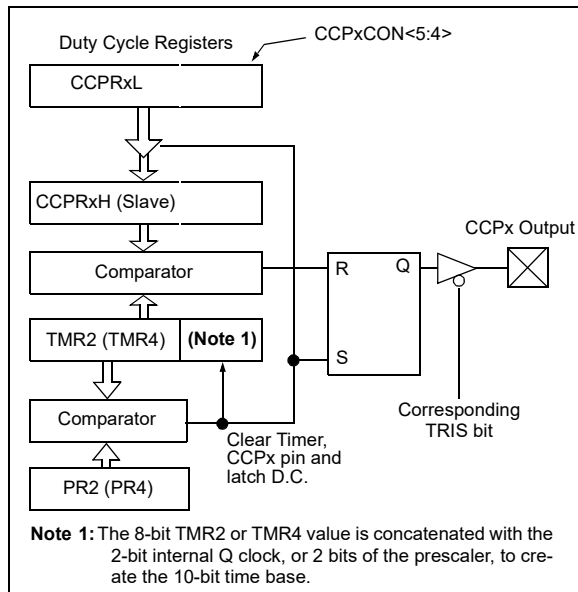 Duty Cycle Registers
CCPxCON<5:4>
CCPRxL
CCPRxH (Slave)
CCPx Output
Comparator
R
Q
TMR2 (TMR4)
(Note 1)
S
Comparator
Clear Timer,
CCPx pin and
latch D.C.
Corresponding
TRIS bit
PR2 (PR4)
Note 1: The 8-bit TMR2 or TMR4 value is concatenated with the
2-bit internal Q clock, or 2 bits of the prescaler, to cre-
ate the 10-bit time base.